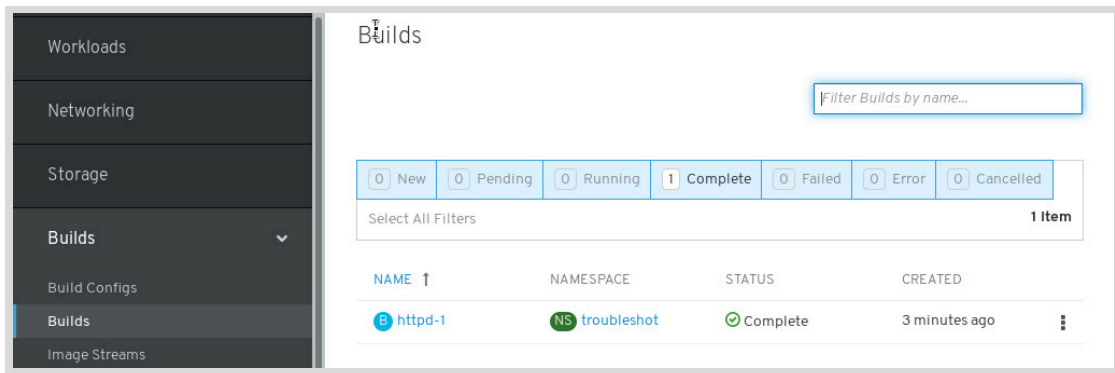 Workloads
Networking
Storage
Builds
Build Configs
Builds
Image Streams
Builds
Filter Builds by name...
0 New 0 Pending 0 Running 1 Complete 0 Failed 0 Error 0 Cancelled
Select All Filters 1 Item
NAME ↑ NAMESPACE STATUS CREATED
B httpd-1 NS troubleshot Complete 3 minutes ago